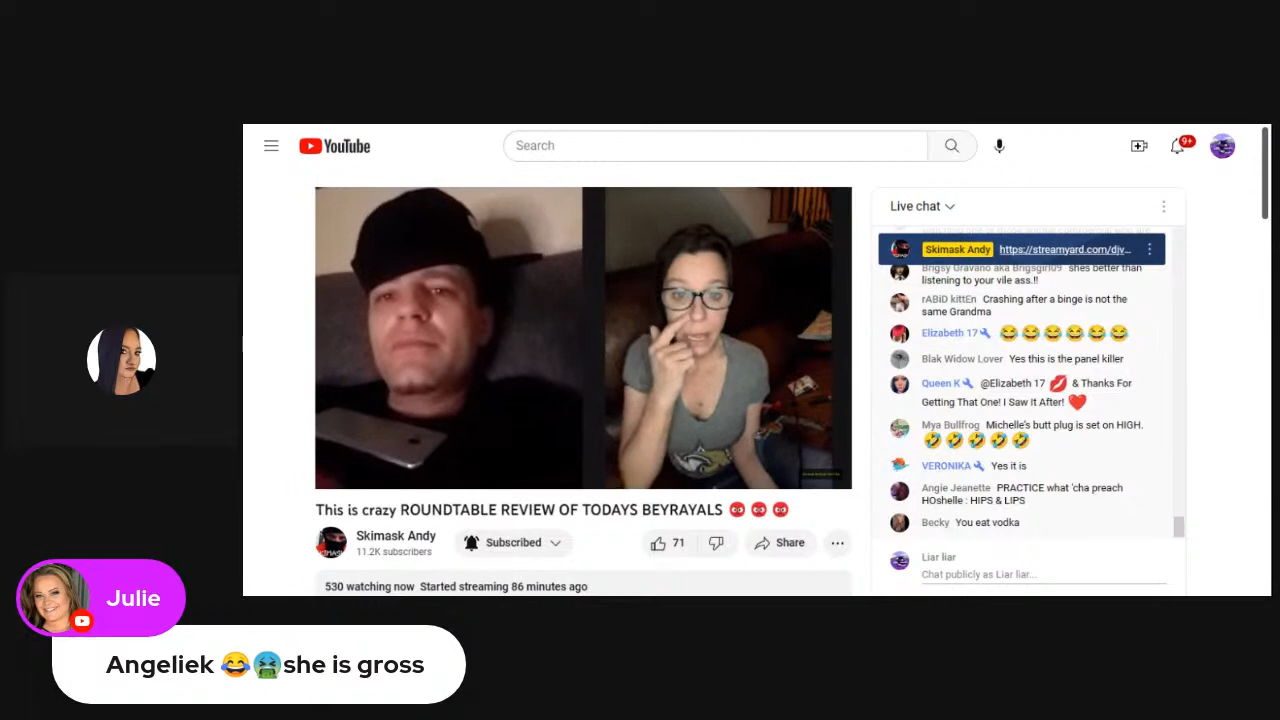 YouTube
Search
9+
Live chat
Skimask Andy https://streamyard.com/djv...
Brigsy Gravano aka Brigsgirl09 shes better than
listening to your vile ass.!!
rABiD kittEn Crashing after a binge is not the
same Grandma
Elizabeth 17 😂😂😂😂😂😂
Blak Widow Lover Yes this is the panel killer
Queen K @Elizabeth 17 💋 & Thanks For
Getting That One! I Saw It After! ❤️
Mya Bullfrog Michelle's butt plug is set on HIGH.
🤣🤣🤣🤣🤣
VERONIKA Yes it is
Angie Jeanette PRACTICE what 'cha preach
HOshelle : HIPS & LIPS
Becky You eat vodka
Liar liar
Chat publicly as Liar liar...
This is crazy ROUNDTABLE REVIEW OF TODAYS BEYRAYALS
Skimask Andy
11.2K subscribers
Subscribed
71
Share
530 watching now Started streaming 86 minutes ago
Julie
Angeliek 😂🤮she is gross